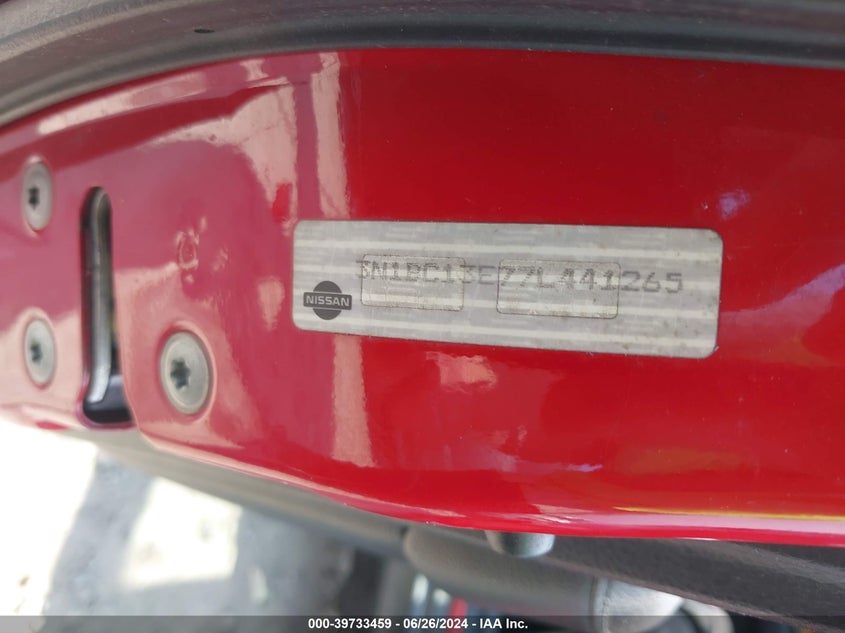 3N1BC13E77L441265
NISSAN
000-39733459 - 06/26/2024 - IAA Inc.